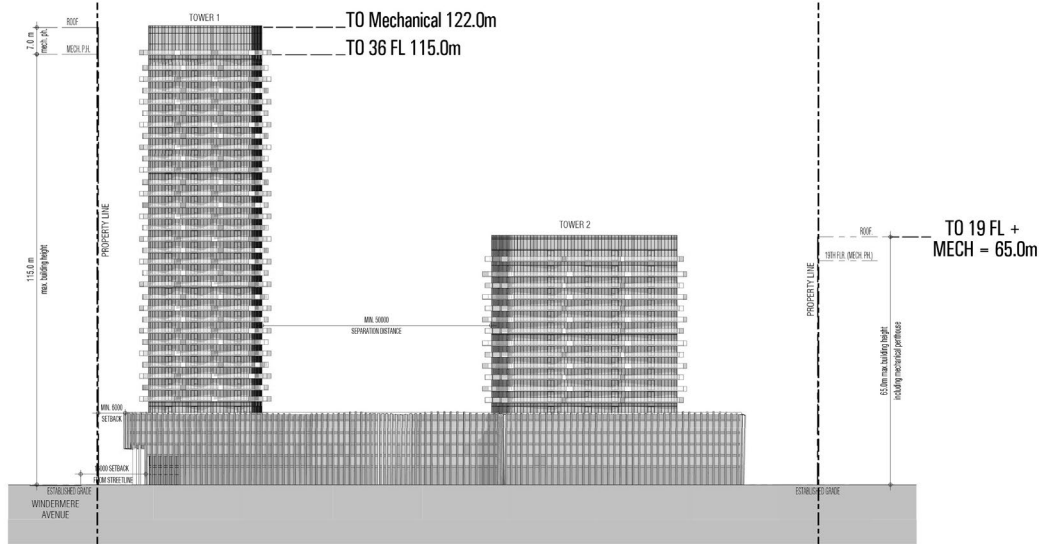 TOWER 1
TO Mechanical 122.0m
ROOF
7.0 m
mech. ph.
MECH. P.H.
TO 36 FL 115.0m
PROPERTY LINE
115.0 m
max. building height
TOWER 2
ROOF
TO 19 FL +
MECH = 65.0m
19TH FLR. (MECH. PH.)
PROPERTY LINE
MIN. 50000
SEPARATION DISTANCE
65.0m max. building height
including mechanical penthouse
MIN. 6000
SETBACK
SETBACK
FROM STREETLINE
ESTABLISHED GRADE
ESTABLISHED GRADE
WINDERMERE
AVENUE